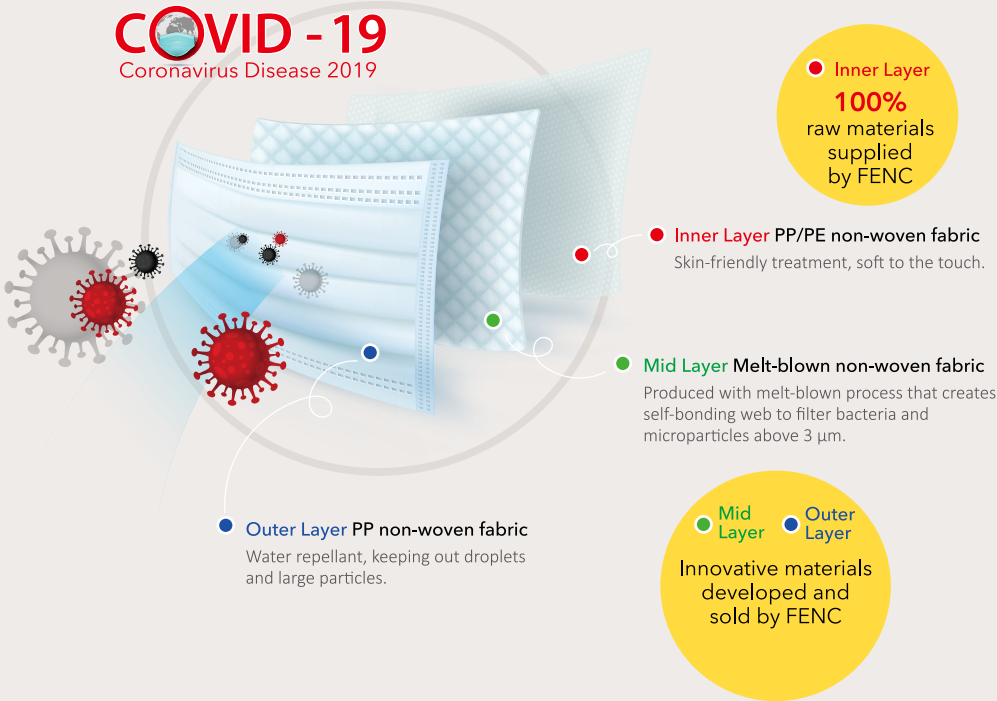 COVID - 19
Coronavirus Disease 2019
Inner Layer
100%
raw materials
supplied
by FENC
Inner Layer PP/PE non-woven fabric
Skin-friendly treatment, soft to the touch.
Mid Layer Melt-blown non-woven fabric
Produced with melt-blown process that creates
self-bonding web to filter bacteria and
microparticles above 3 μm.
Outer Layer PP non-woven fabric
Water repellant, keeping out droplets
and large particles.
Mid
Layer
Outer
Layer
Innovative materials
developed and
sold by FENC